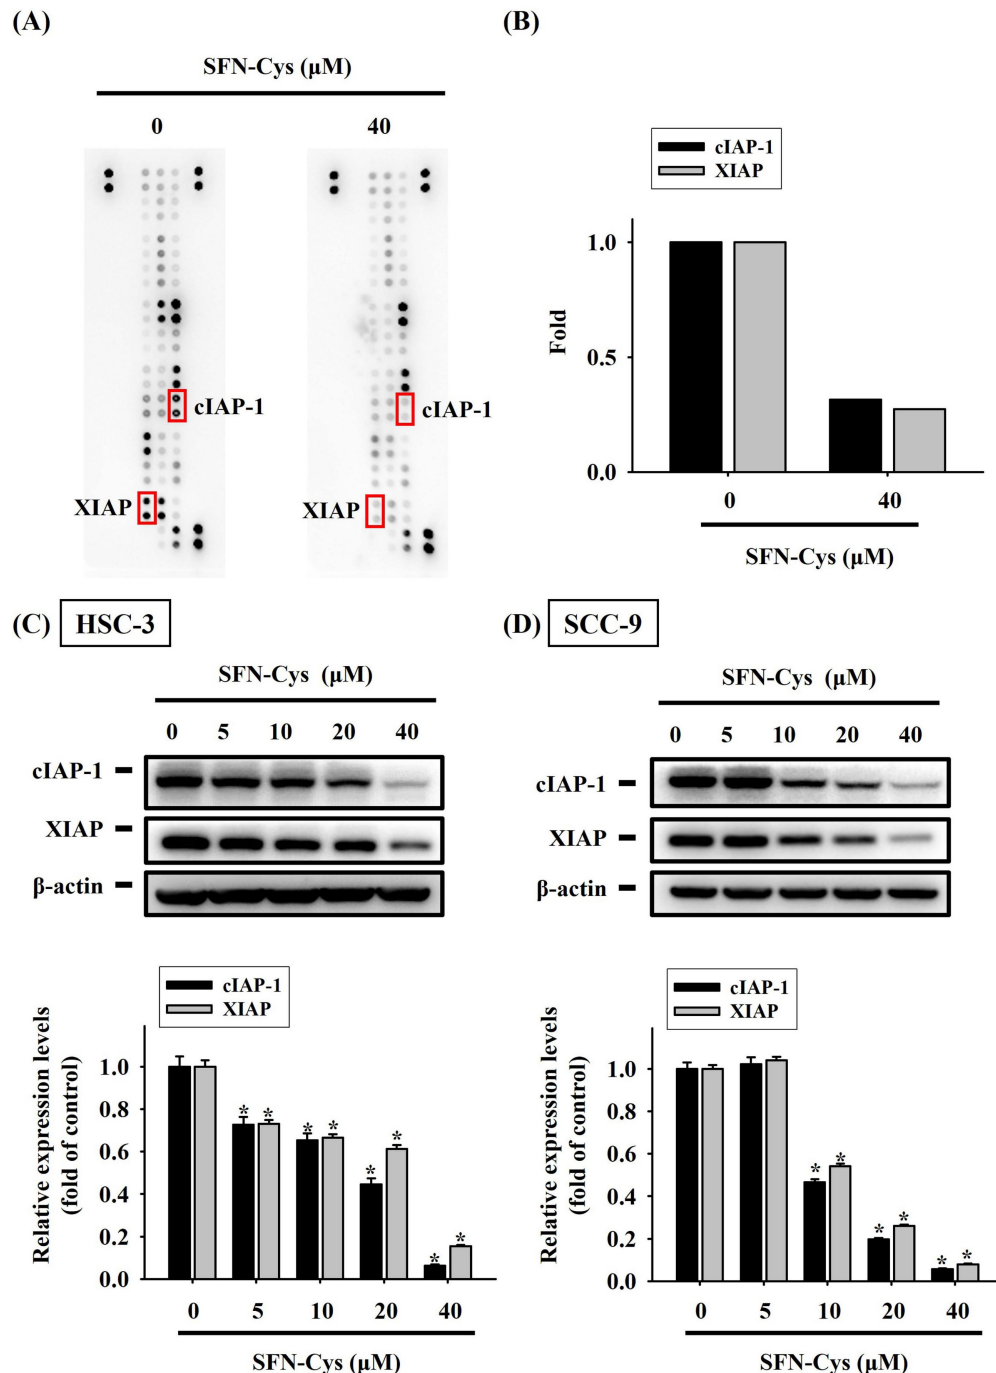 (A)
SFN-Cys (μM)
0 40
cIAP-1
XIAP
cIAP-1
XIAP
(B)
cIAP-1
XIAP
Fold
1.0
0.5
0.0
0 40
SFN-Cys (μM)
(C) HSC-3
SFN-Cys (μM)
0 5 10 20 40
cIAP-1
XIAP
β-actin
cIAP-1
XIAP
Relative expression levels
(fold of control)
1.0
0.8
0.6
0.4
0.2
0.0
* *
* *
* *
* *
0 5 10 20 40
SFN-Cys (μM)
(D) SCC-9
SFN-Cys (μM)
0 5 10 20 40
cIAP-1
XIAP
β-actin
cIAP-1
XIAP
Relative expression levels
(fold of control)
1.0
0.8
0.6
0.4
0.2
0.0
* *
* *
* *
0 5 10 20 40
SFN-Cys (μM)